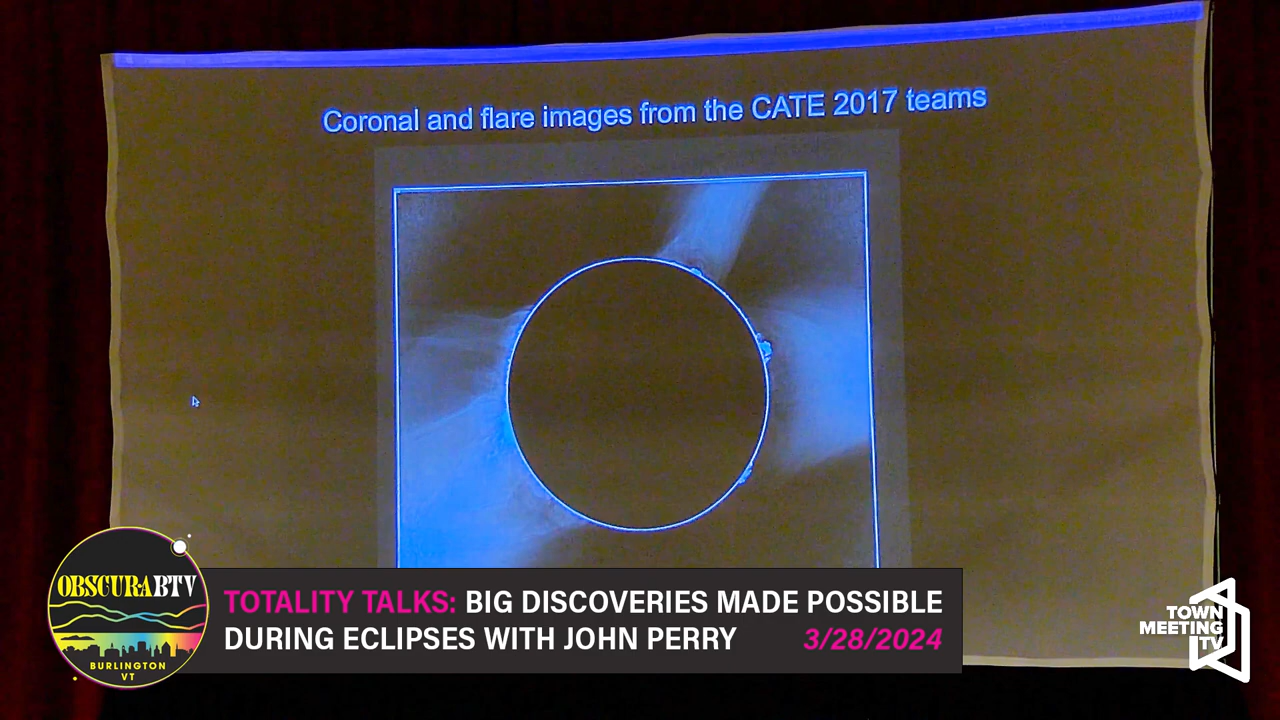 Coronal and flare images from the CATE 2017 teams
OBSCURABTV
BURLINGTON
VT
TOTALITY TALKS: BIG DISCOVERIES MADE POSSIBLE
DURING ECLIPSES WITH JOHN PERRY 3/28/2024
TOWN
MEETING
TV